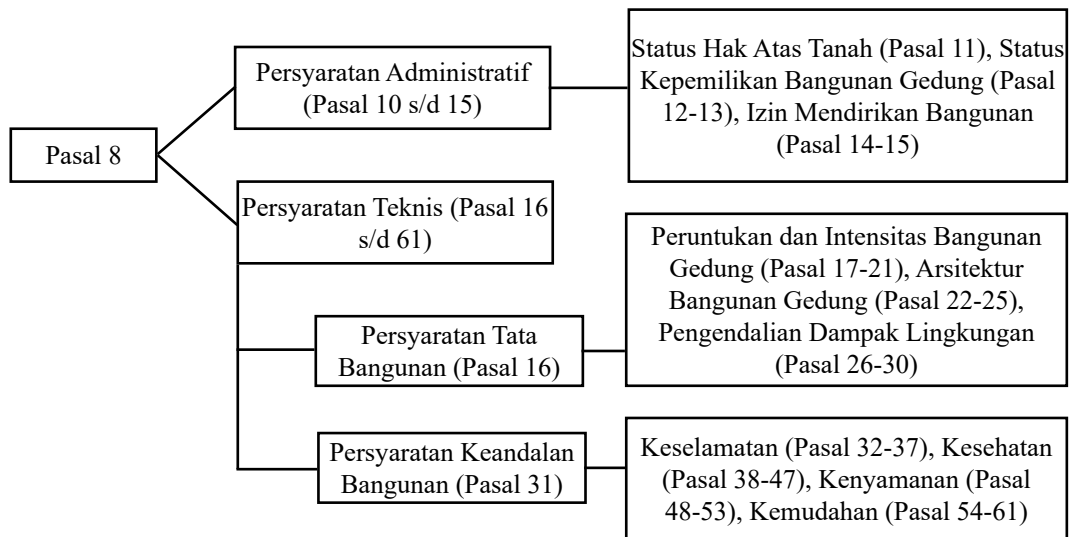 Pasal 8
Persyaratan Administratif
(Pasal 10 s/d 15)
Status Hak Atas Tanah (Pasal 11), Status
Kepemilikan Bangunan Gedung (Pasal
12-13), Izin Mendirikan Bangunan
(Pasal 14-15)
Persyaratan Teknis (Pasal 16
s/d 61)
Persyaratan Tata
Bangunan (Pasal 16)
Peruntukan dan Intensitas Bangunan
Gedung (Pasal 17-21), Arsitektur
Bangunan Gedung (Pasal 22-25),
Pengendalian Dampak Lingkungan
(Pasal 26-30)
Persyaratan Keandalan
Bangunan (Pasal 31)
Keselamatan (Pasal 32-37), Kesehatan
(Pasal 38-47), Kenyamanan (Pasal
48-53), Kemudahan (Pasal 54-61)